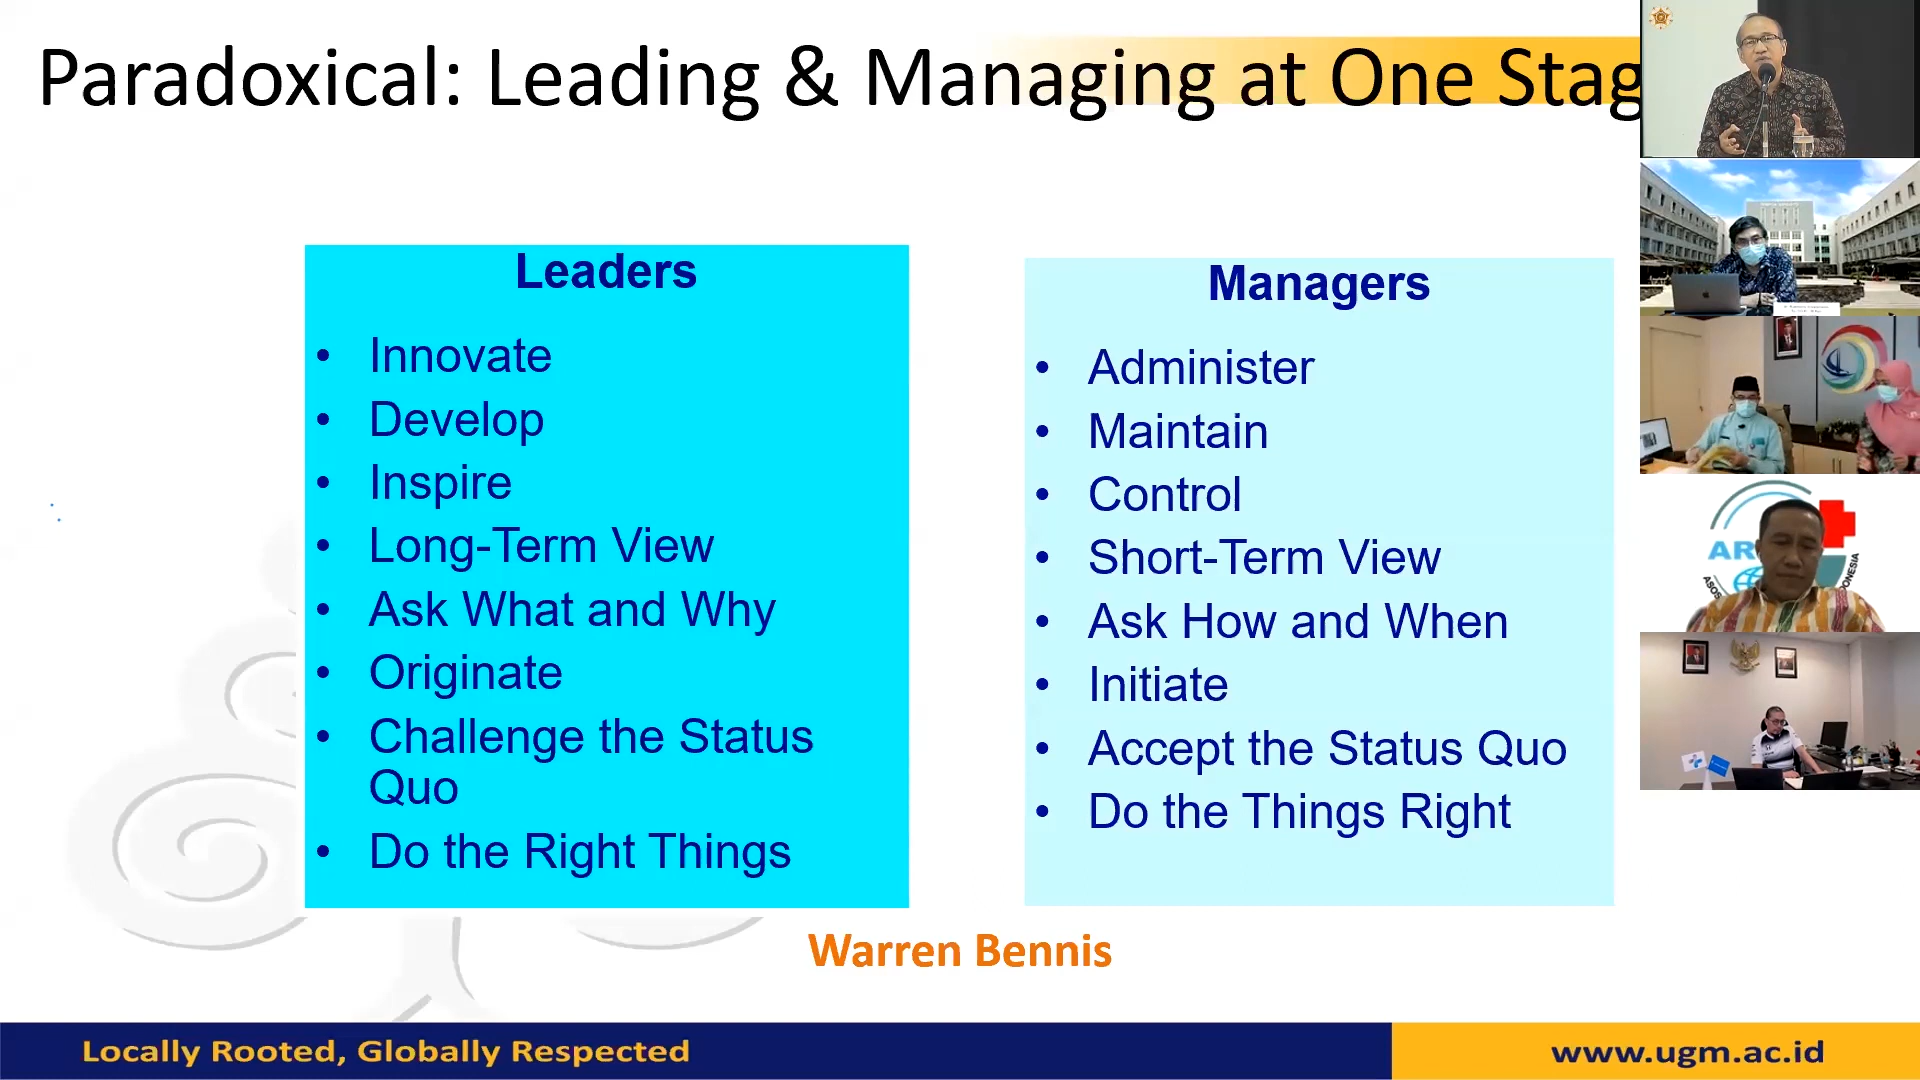 Paradoxical: Leading & Managing at One Stag
Leaders
• Innovate
• Develop
• Inspire
• Long-Term View
• Ask What and Why
• Originate
• Challenge the Status
Quo
• Do the Right Things
Managers
• Administer
• Maintain
• Control
• Short-Term View
• Ask How and When
• Initiate
• Accept the Status Quo
• Do the Things Right
Warren Bennis
Locally Rooted, Globally Respected
www.ugm.ac.id